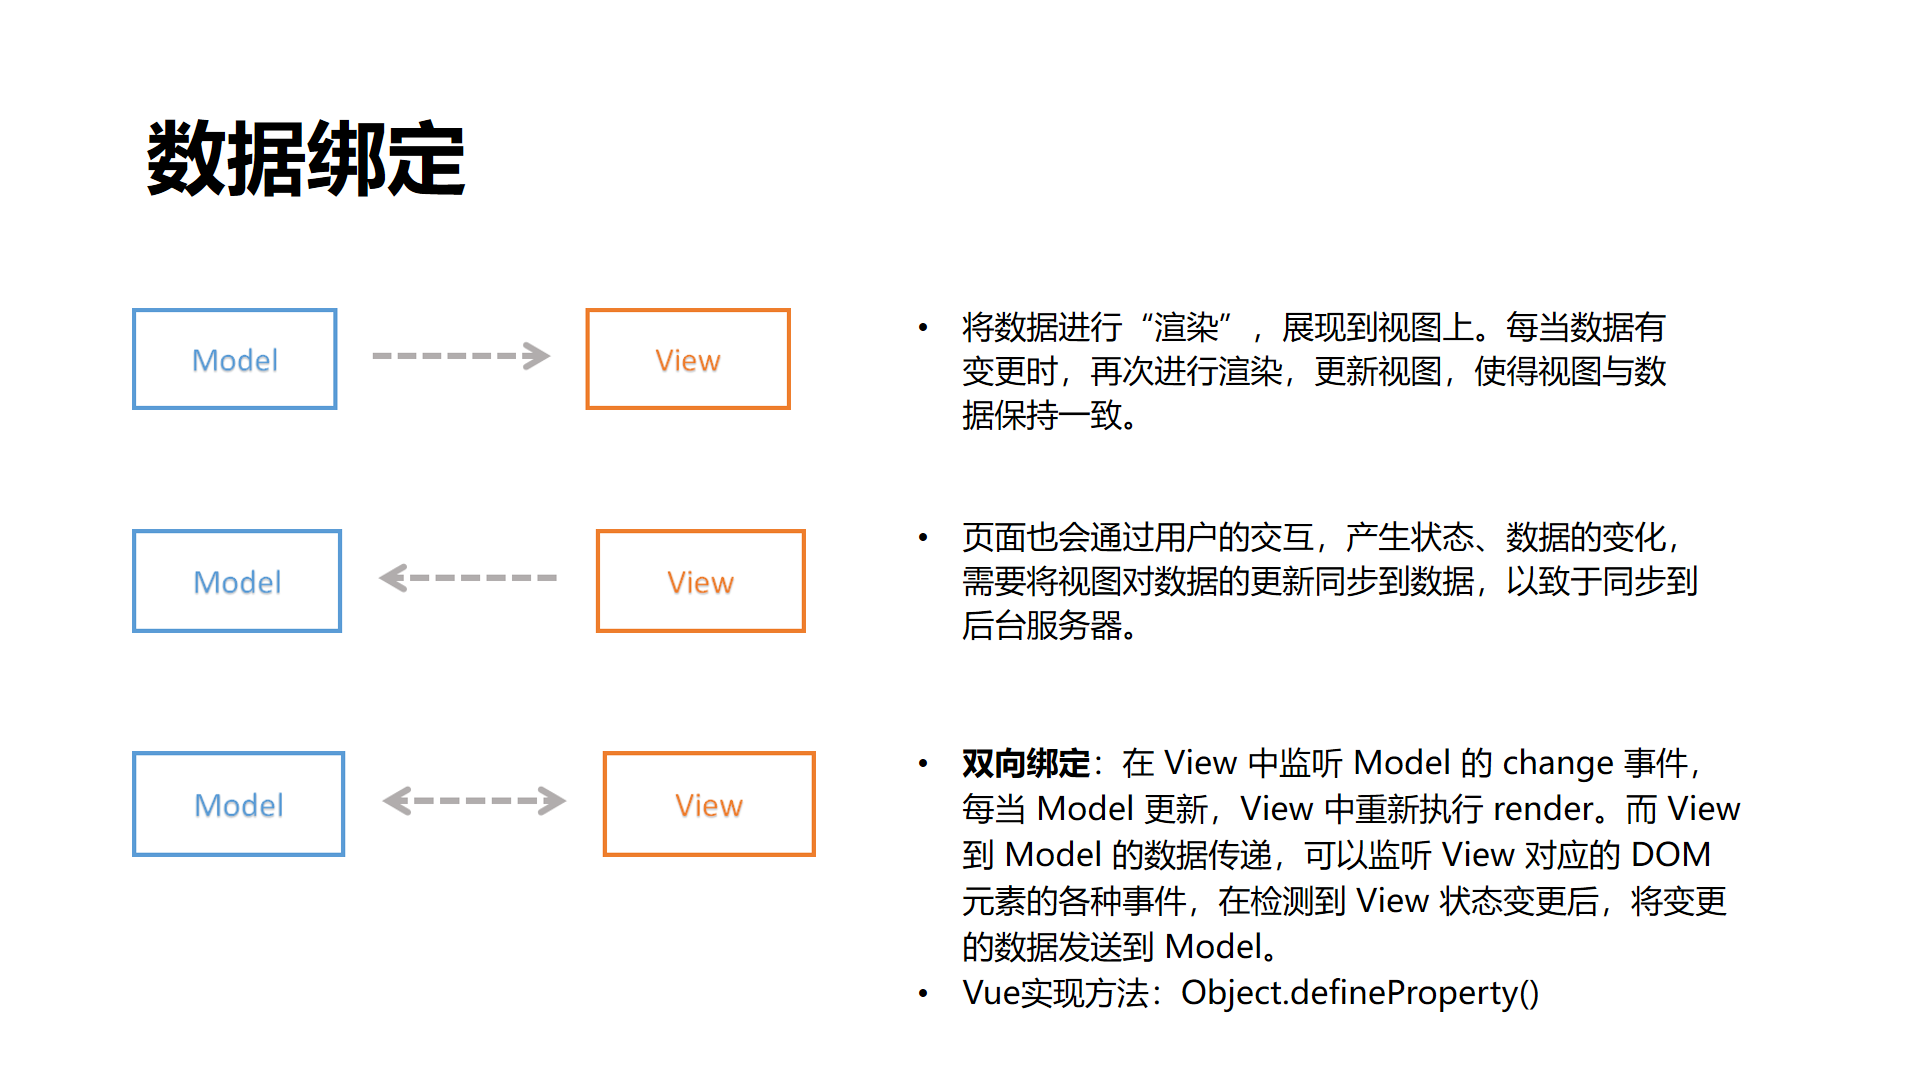 数据绑定
Model
View
将数据进行“渲染”，展现到视图上。每当数据有
变更时，再次进行渲染，更新视图，使得视图与数
据保持一致。
Model
View
• 页面也会通过用户的交互，产生状态、数据的变化，
需要将视图对数据的更新同步到数据，以致于同步到
后台服务器。
Model
View
• 双向绑定：在 View 中监听 Model 的 change 事件，
每当 Model 更新，View 中重新执行 render。而 View
到 Model 的数据传递，可以监听 View 对应的 DOM
元素的各种事件，在检测到 View 状态变更后，将变更
的数据发送到 Model。
• Vue实现方法：Object.defineProperty()